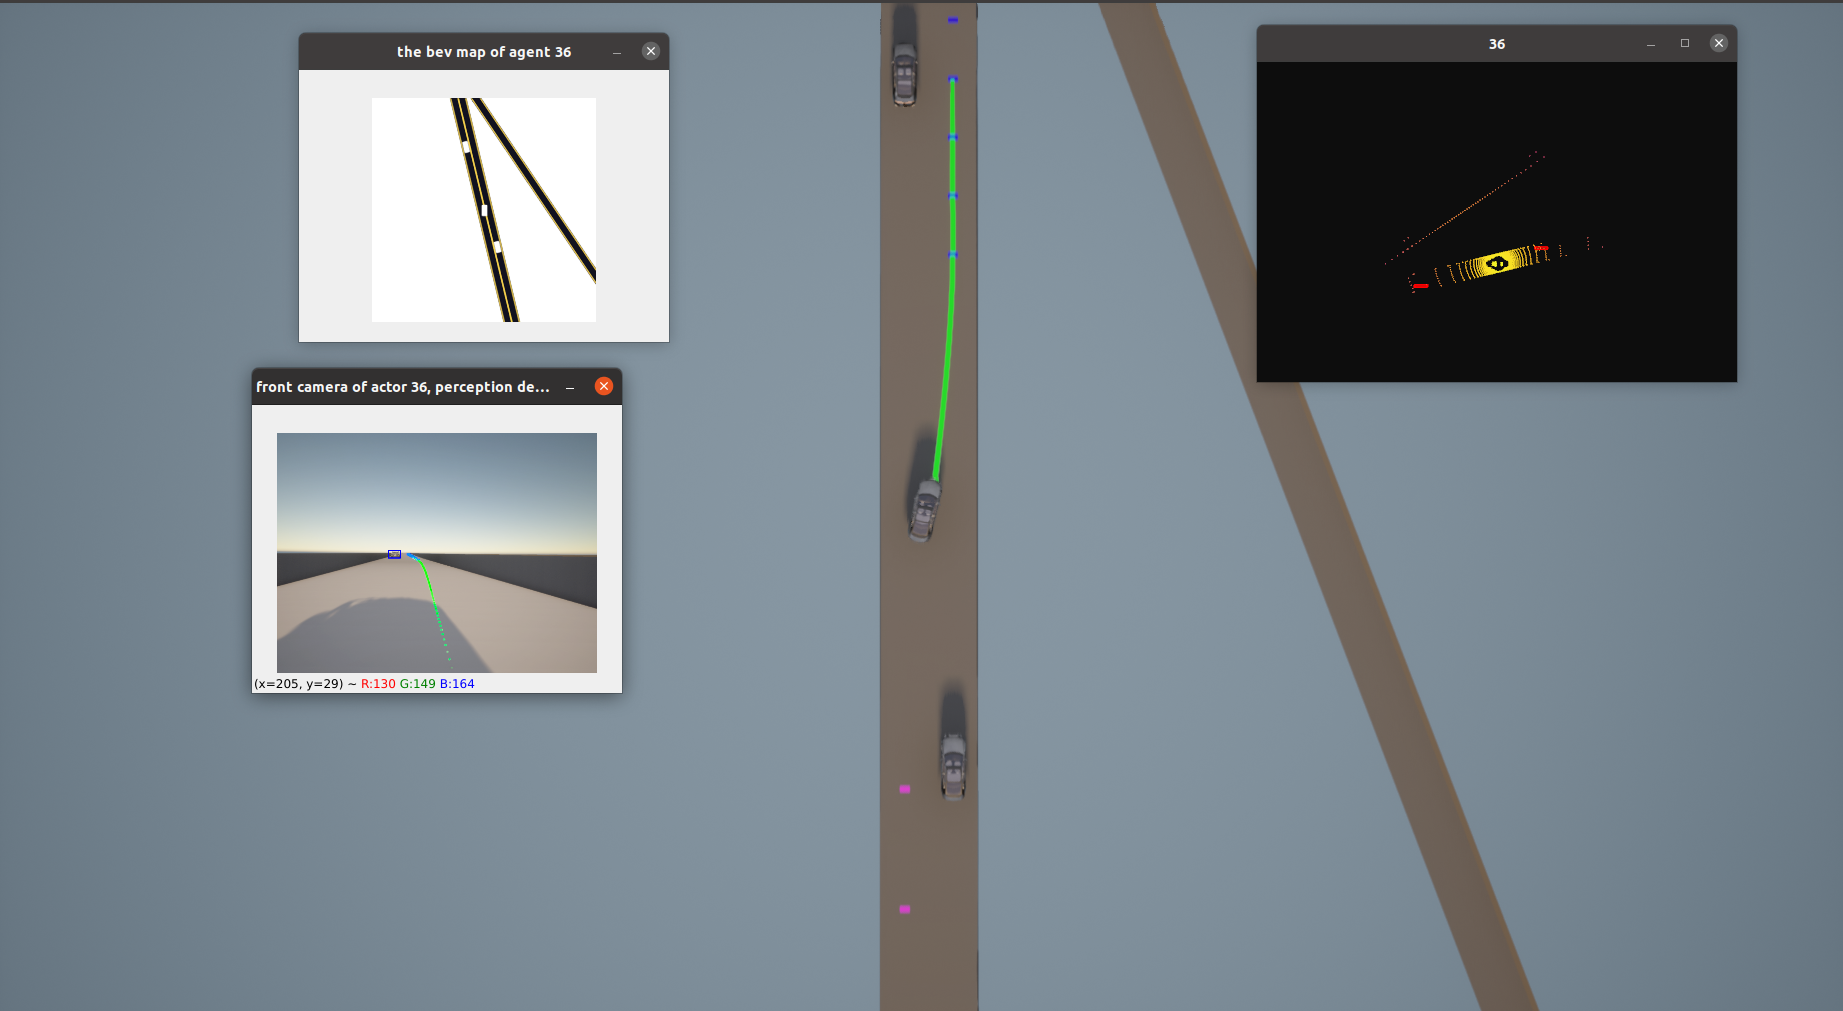 the bev map of agent 36
36
front camera of actor 36, perception de...
(x=205, y=29) ~ R:130 G:149 B:164